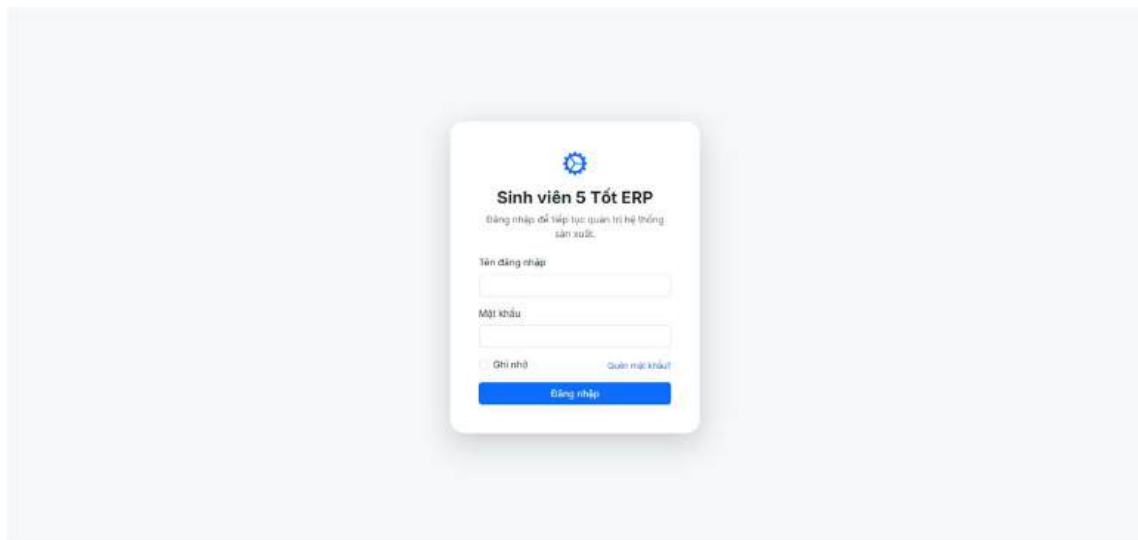 Sinh viên 5 Tốt ERP
Đăng nhập để tiếp tục quản trị hệ thống
sản xuất.
Tên đăng nhập
Mật khẩu
Ghi nhớ
Quên mật khẩu?
Đăng nhập